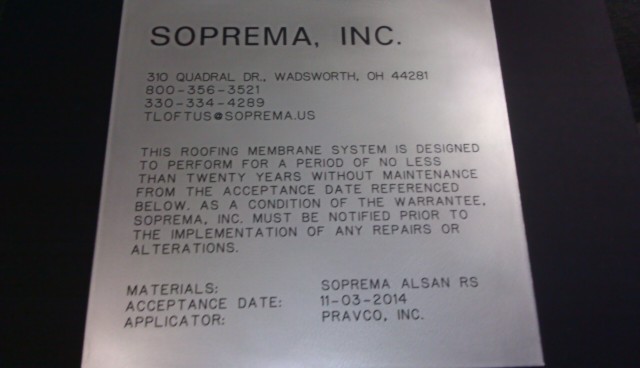 SOPREMA, INC.
310 QUADRAL DR., WADSWORTH, OH 44281
800-356-3521
330-334-4289
TLOFTUS@SOPREMA.US
THIS ROOFING MEMBRANE SYSTEM IS DESIGNED
TO PERFORM FOR A PERIOD OF NO LESS
THAN TWENTY YEARS WITHOUT MAINTENANCE
FROM THE ACCEPTANCE DATE REFERENCED
BELOW. AS A CONDITION OF THE WARRANTEE,
SOPREMA, INC. MUST BE NOTIFIED PRIOR TO
THE IMPLEMENTATION OF ANY REPAIRS OR
ALTERATIONS.
MATERIALS: SOPREMA ALSAN RS
ACCEPTANCE DATE: 11-03-2014
APPLICATOR: PRAVCO, INC.